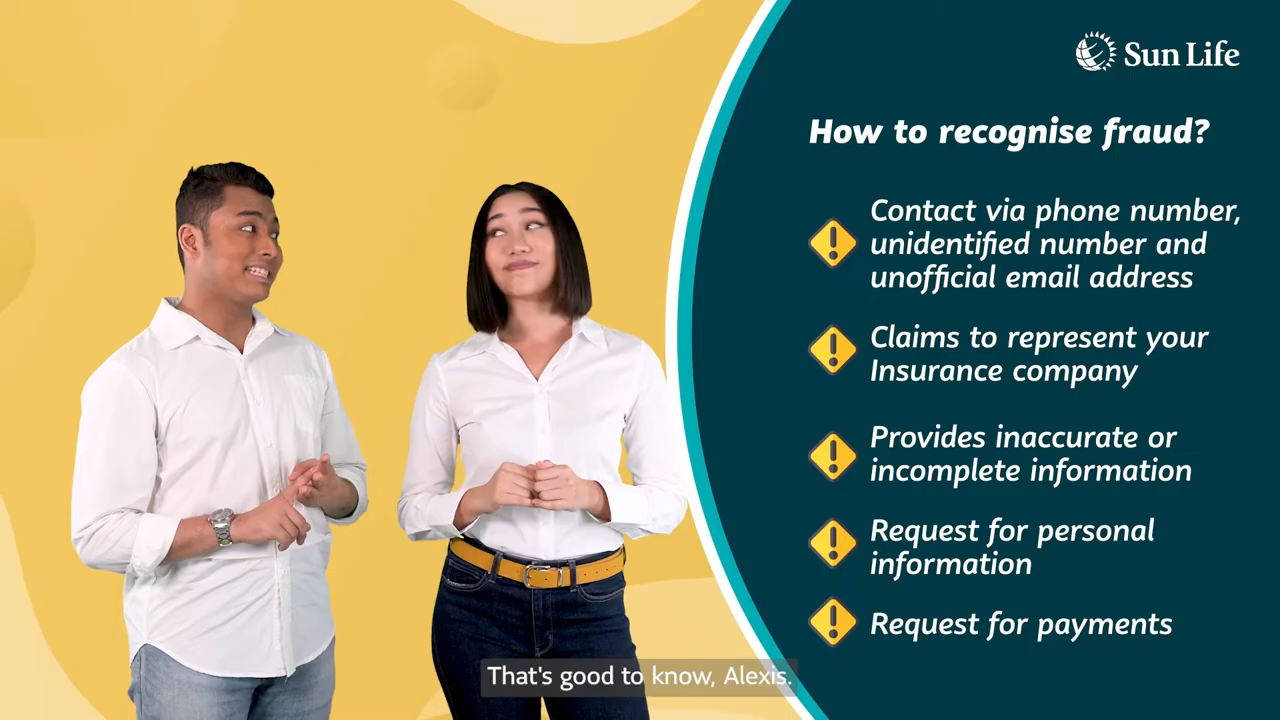 Sun Life
How to recognise fraud?
Contact via phone number,
unidentified number and
unofficial email address
Claims to represent your
Insurance company
Provides inaccurate or
incomplete information
Request for personal
information
Request for payments
That's good to know, Alexis.